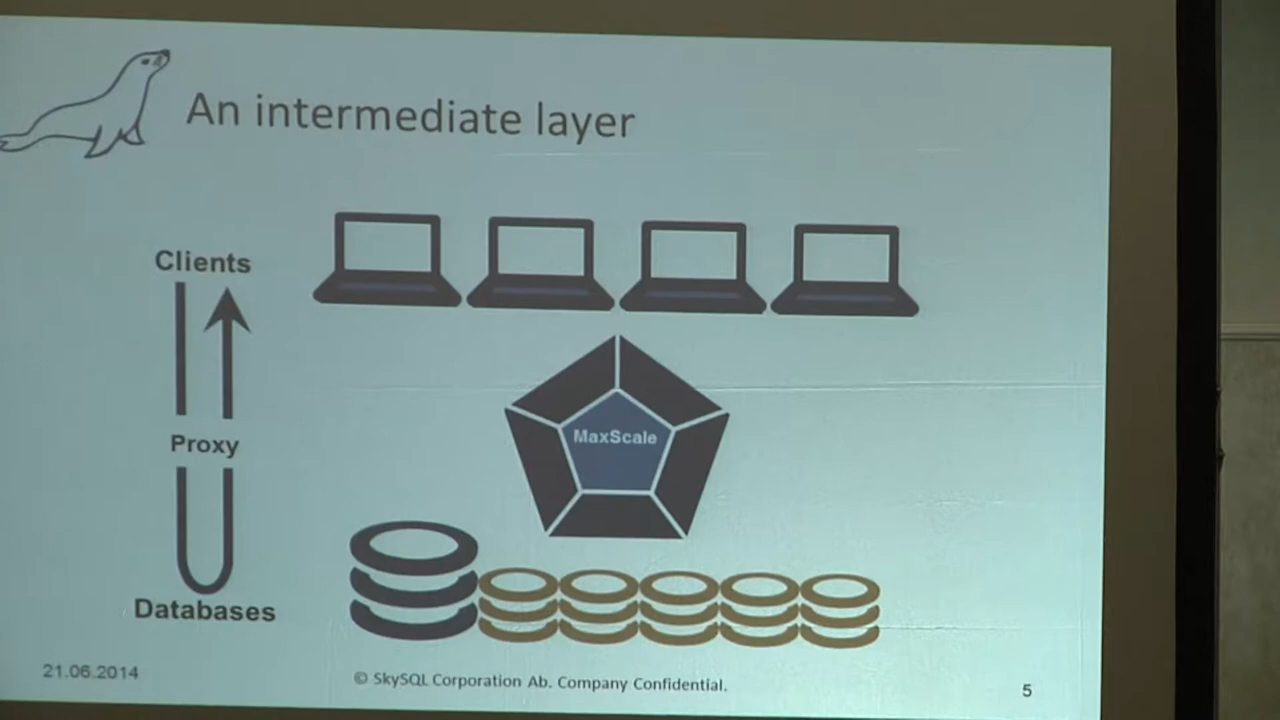 An intermediate layer
Clients
Proxy
MaxScale
Databases
21.06.2014
© SkySQL Corporation Ab. Company Confidential.
5